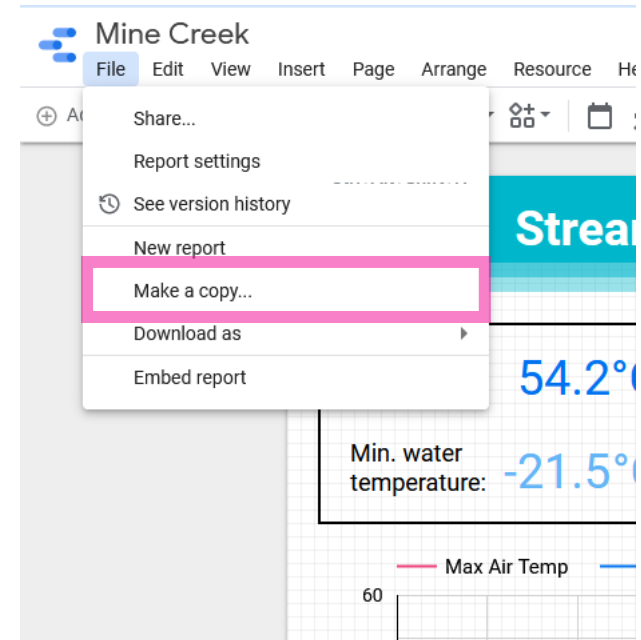 Mine Creek
File Edit View Insert Page Arrange Resource
Share...
Report settings
See version history
New report
Make a copy...
Download as
Embed report
Strea
54.2°
Min. water
temperature:
-21.5°
Max Air Temp
60